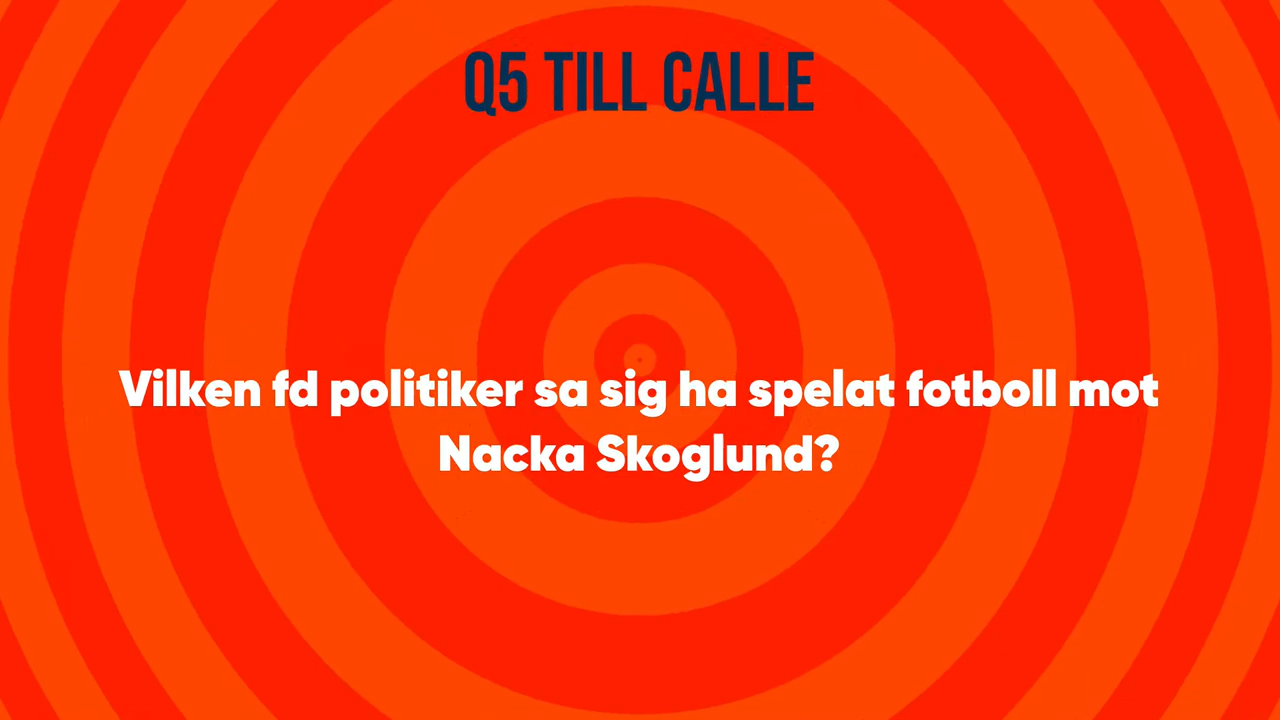 Q5 TILL CALLE
Vilken fd politiker sa sig ha spelat fotboll mot
Nacka Skoglund?